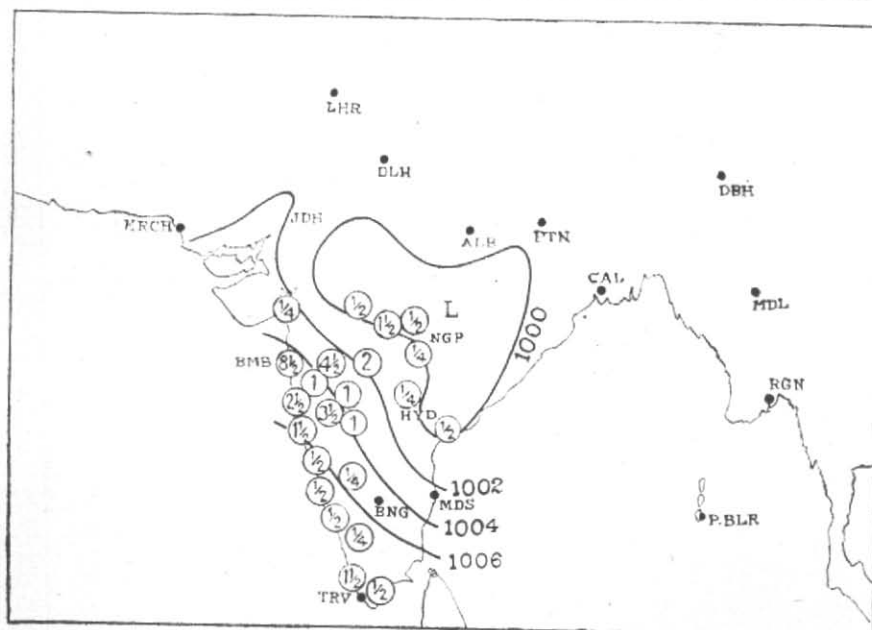 LHR
DLH
DBH
JDH
KRCH
ALB
PTN
CAL
MDL
¼
½
1½
½
L
NGP
1000
¼
BMB
8½
4½
2
1
1
¼
2½
3½
1
HYD
½
RGN
1½
½
¼
½
BNG
MDS
1002
1004
1006
P.BLR
½
¼
1½
½
TRV